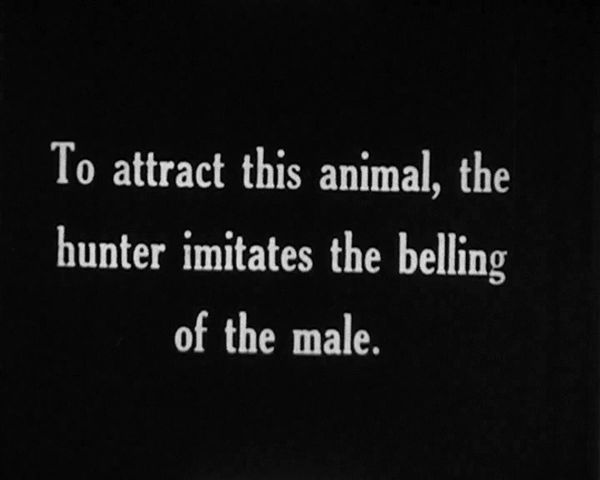 To attract this animal, the
hunter imitates the belling
of the male.